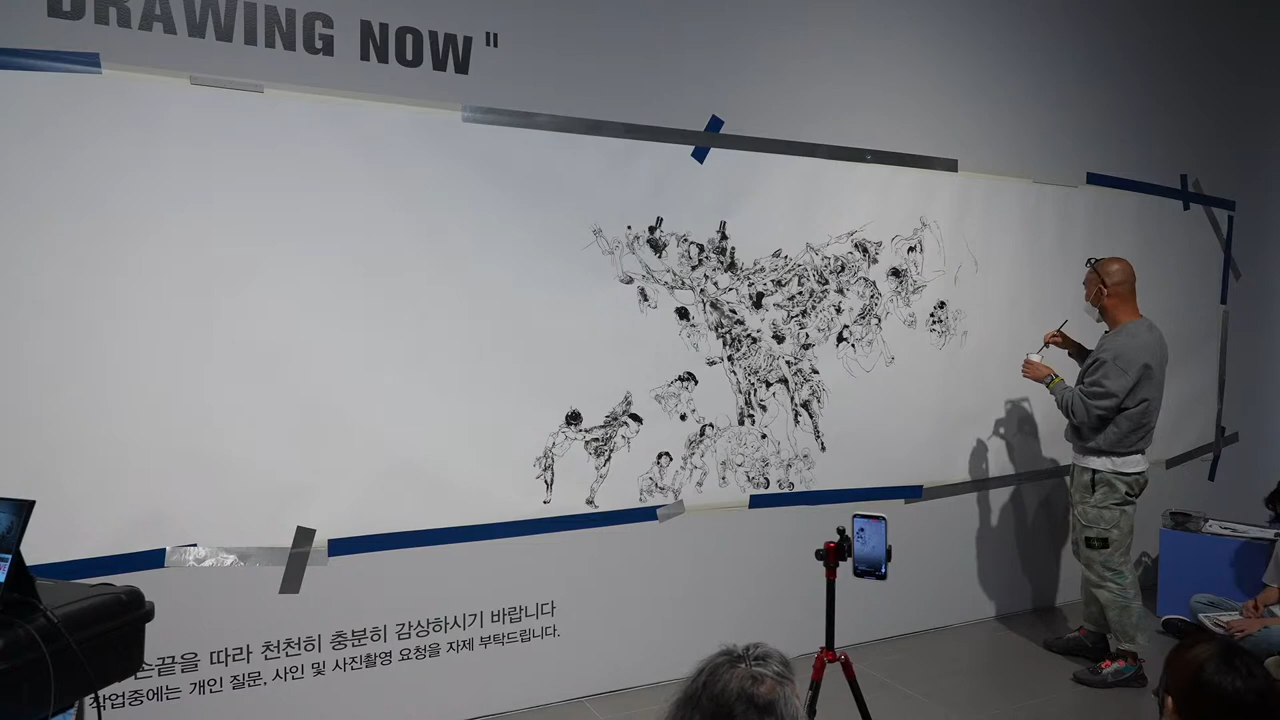 DRAWING NOW"
손끝을 따라 천천히 충분히 감상하시기 바랍니다
작업중에는 개인 질문, 사인 및 사진촬영 요청을 자제 부탁드립니다.